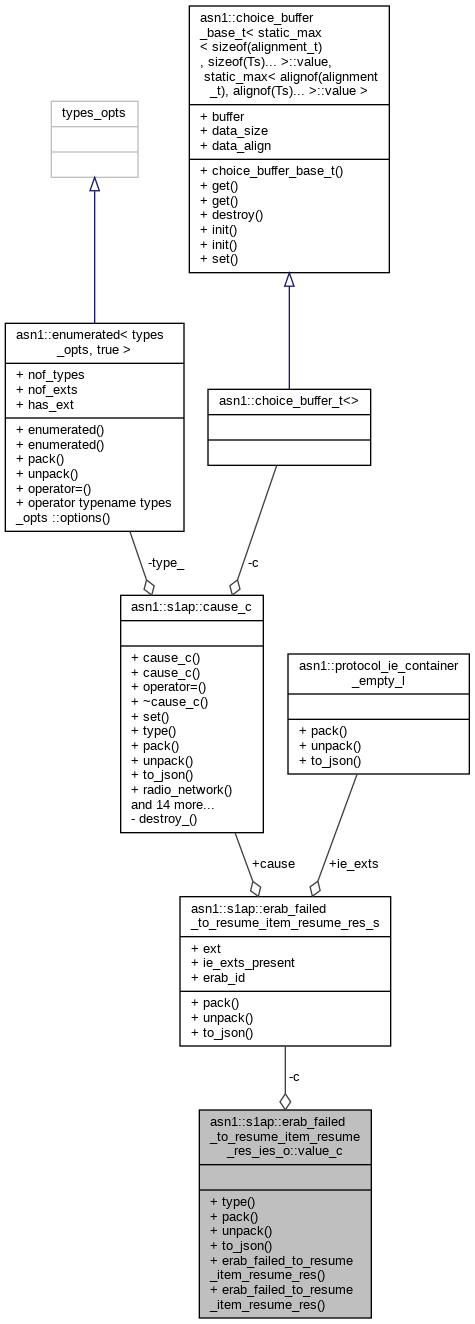 asn1::choice_buffer
_base_t< static_max
< sizeof(alignment_t)
, sizeof(Ts)... >::value,
static_max< alignof(alignment
_t), alignof(Ts)... >::value >
+ buffer
+ data_size
+ data_align
+ choice_buffer_base_t()
+ get()
+ get()
+ destroy()
+ init()
+ init()
+ set()
types_opts
asn1::enumerated< types
_opts, true >
+ nof_types
+ nof_exts
+ has_ext
+ enumerated()
+ enumerated()
+ pack()
+ unpack()
+ operator=()
+ operator typename types
_opts ::options()
asn1::choice_buffer_t<>
-type_
-c
asn1::s1ap::cause_c
+ cause_c()
+ cause_c()
+ operator=()
+ ~cause_c()
+ set()
+ type()
+ pack()
+ unpack()
+ to_json()
+ radio_network()
and 14 more...
- destroy_()
asn1::protocol_ie_container
_empty_l
+ pack()
+ unpack()
+ to_json()
+cause
+ie_exts
asn1::s1ap::erab_failed
_to_resume_item_resume_res_s
+ ext
+ ie_exts_present
+ erab_id
+ pack()
+ unpack()
+ to_json()
-c
asn1::s1ap::erab_failed
_to_resume_item_resume
_res_ies_o::value_c
+ type()
+ pack()
+ unpack()
+ to_json()
+ erab_failed_to_resume
_item_resume_res()
+ erab_failed_to_resume
_item_resume_res()